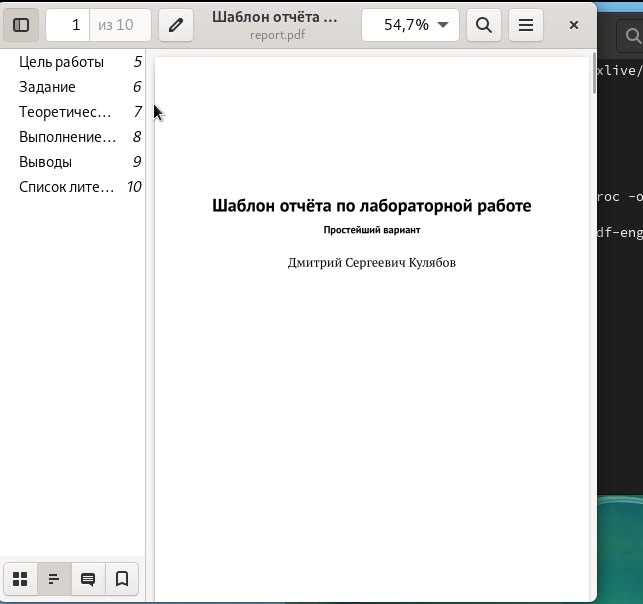 1 из 10
Шаблон отчёта ...
report.pdf
54,7%
Цель работы 5
Задание 6
Теоретичес... 7
Выполнение... 8
Выводы 9
Список лите... 10
Шаблон отчёта по лабораторной работе
Простейший вариант
Дмитрий Сергеевич Кулябов
xlive/
roc -o
df-eng